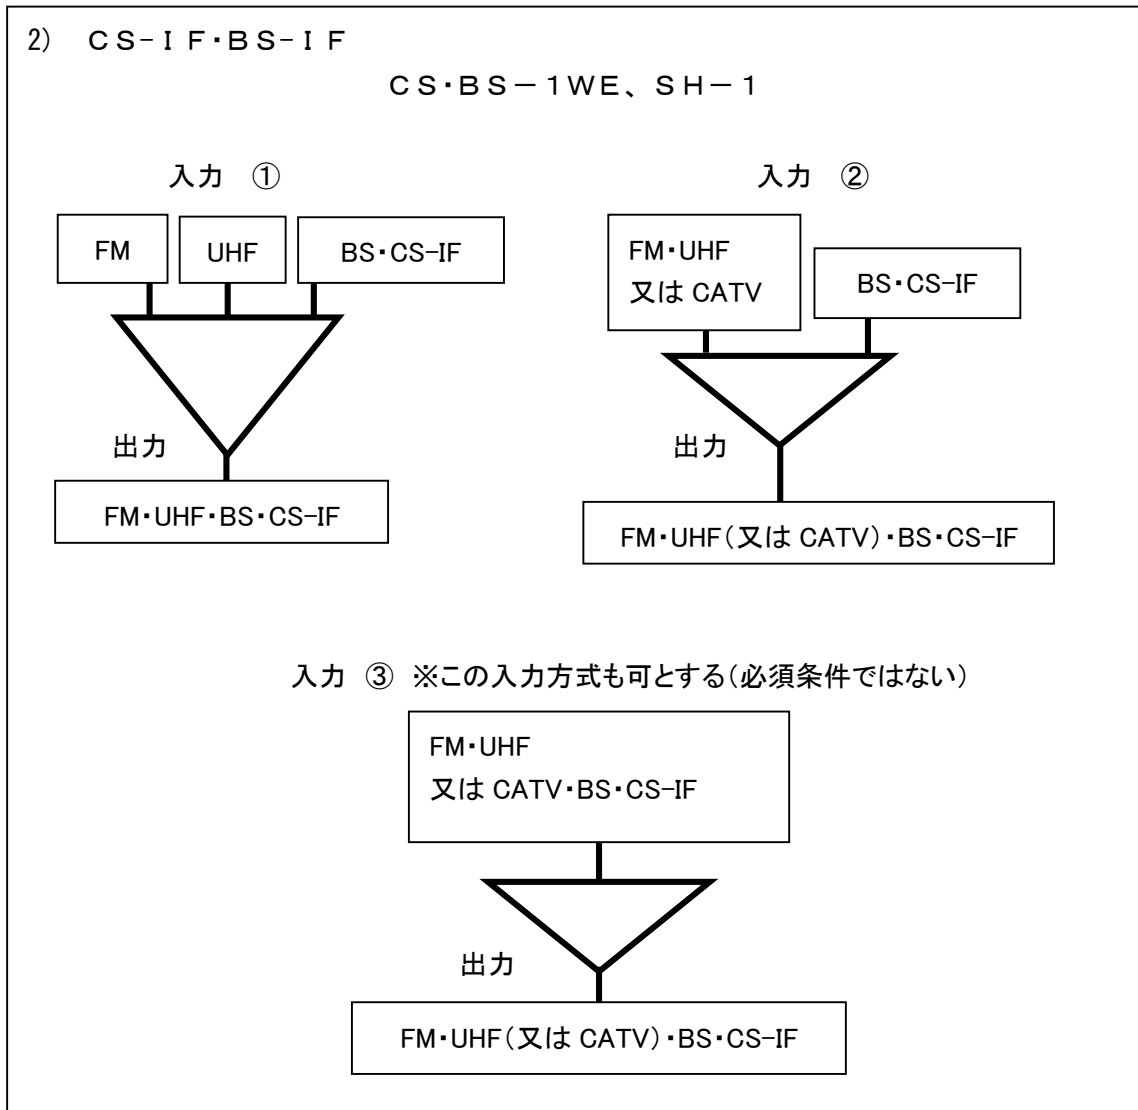 2) ＣＳ-ＩＦ・ＢＳ-ＩＦ
ＣＳ・ＢＳ－１ＷＥ、ＳＨ－１
入力 ①
FM
UHF
BS・CS-IF
出力
FM・UHF・BS・CS-IF
入力 ②
FM・UHF
又は CATV
BS・CS-IF
出力
FM・UHF（又は CATV）・BS・CS-IF
入力 ③ ※この入力方式も可とする（必須条件ではない）
FM・UHF
又は CATV・BS・CS-IF
出力
FM・UHF（又は CATV）・BS・CS-IF